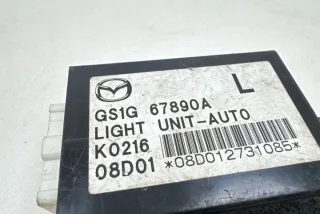 L
GS1G 67890A
LIGHT UNIT-AUTO
K0216
08D01 *08D012731085*